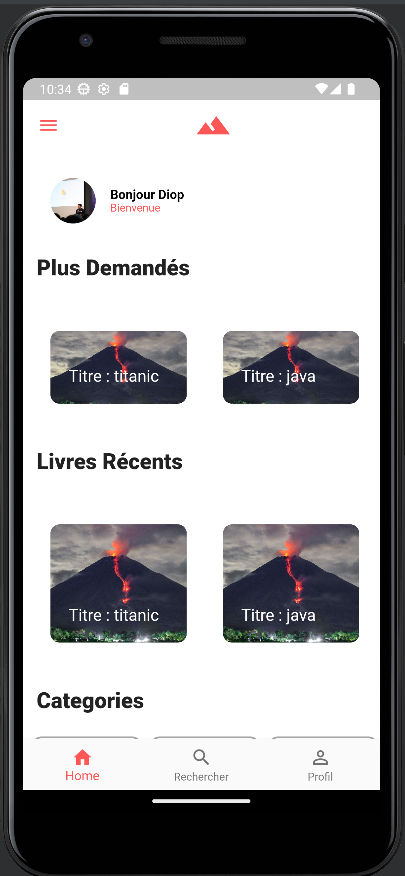 10:34
Bonjour Diop
Bienvenue
Plus Demandés
Titre : titanic
Titre : java
Livres Récents
Titre : titanic
Titre : java
Categories
Home
Rechercher
Profil